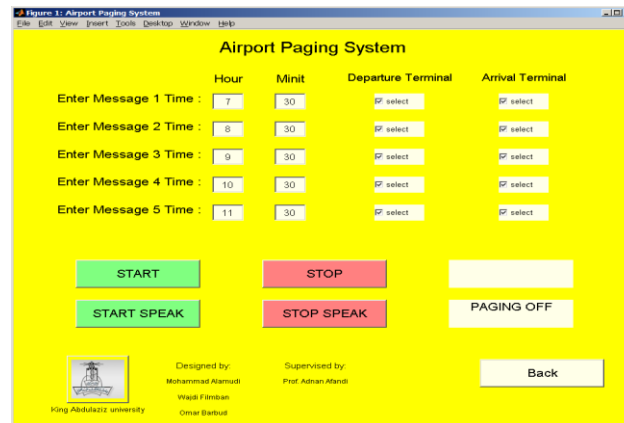 Figure 1: Airport Paging System
File Edit View Insert Tools Desktop Window Help
Airport Paging System
Hour Minit Departure Terminal Arrival Terminal
Enter Message 1 Time : 7 30 select select
Enter Message 2 Time : 8 30 select select
Enter Message 3 Time : 9 30 select select
Enter Message 4 Time : 10 30 select select
Enter Message 5 Time : 11 30 select select
START STOP
START SPEAK STOP SPEAK PAGING OFF
Designed by: Supervised by:
Mohammad Alamudi Prof. Adnan Afandi
Wajdi Filmban
Omar Barbud
King Abdulaziz university
Back